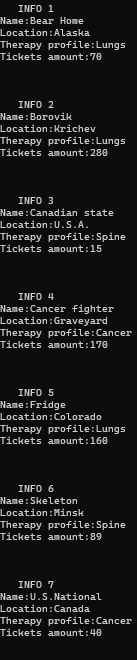 INFO 1
Name:Bear Home
Location:Alaska
Therapy profile:Lungs
Tickets amount:70
INFO 2
Name:Borovik
Location:Krichev
Therapy profile:Lungs
Tickets amount:280
INFO 3
Name:Canadian state
Location:U.S.A.
Therapy profile:Spine
Tickets amount:15
INFO 4
Name:Cancer fighter
Location:Graveyard
Therapy profile:Cancer
Tickets amount:170
INFO 5
Name:Fridge
Location:Colorado
Therapy profile:Lungs
Tickets amount:160
INFO 6
Name:Skeleton
Location:Minsk
Therapy profile:Spine
Tickets amount:89
INFO 7
Name:U.S.National
Location:Canada
Therapy profile:Cancer
Tickets amount:40